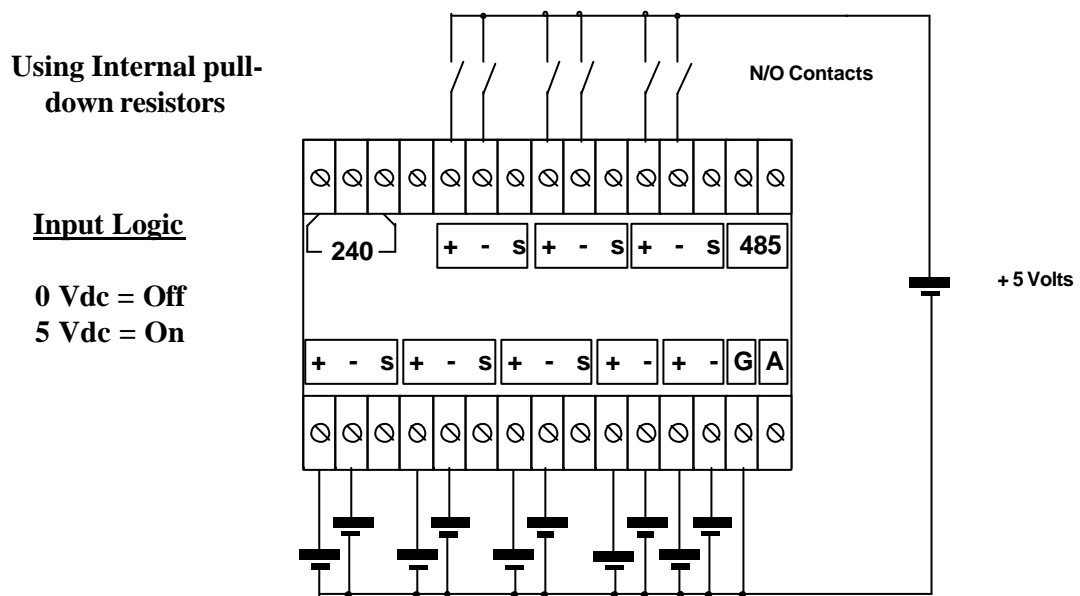 Using Internal pull-
down resistors
N/O Contacts
Input Logic
240
+ - s + - s + - s 485
0 Vdc = Off
5 Vdc = On
+ 5 Volts
+ - s + - s + - s + - + - G A